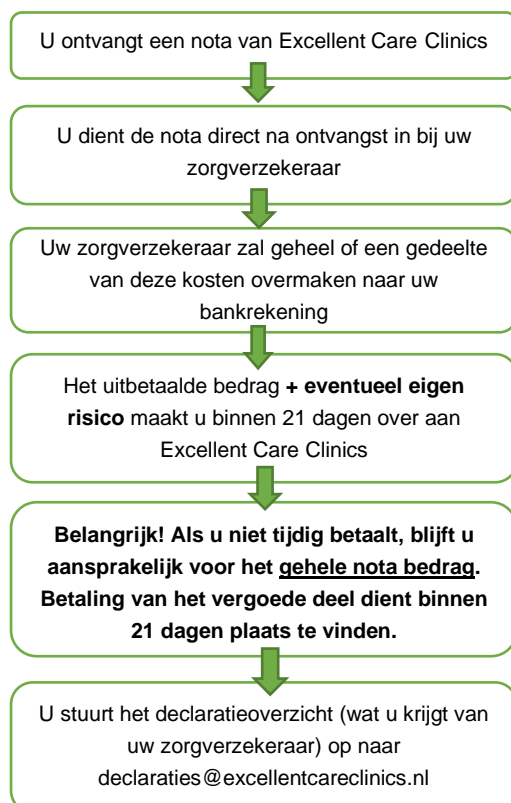 U ontvangt een nota van Excellent Care Clinics
U dient de nota direct na ontvangst in bij uw
zorgverzekeraar
Uw zorgverzekeraar zal geheel of een gedeelte
van deze kosten overmaken naar uw
bankrekening
Het uitbetaalde bedrag + eventueel eigen
risico maakt u binnen 21 dagen over aan
Excellent Care Clinics
Belangrijk! Als u niet tijdig betaalt, blijft u
aansprakelijk voor het gehele nota bedrag.
Betaling van het vergoede deel dient binnen
21 dagen plaats te vinden.
U stuurt het declaratieoverzicht (wat u krijgt van
uw zorgverzekeraar) op naar
declaraties@excellentcareclinics.nl